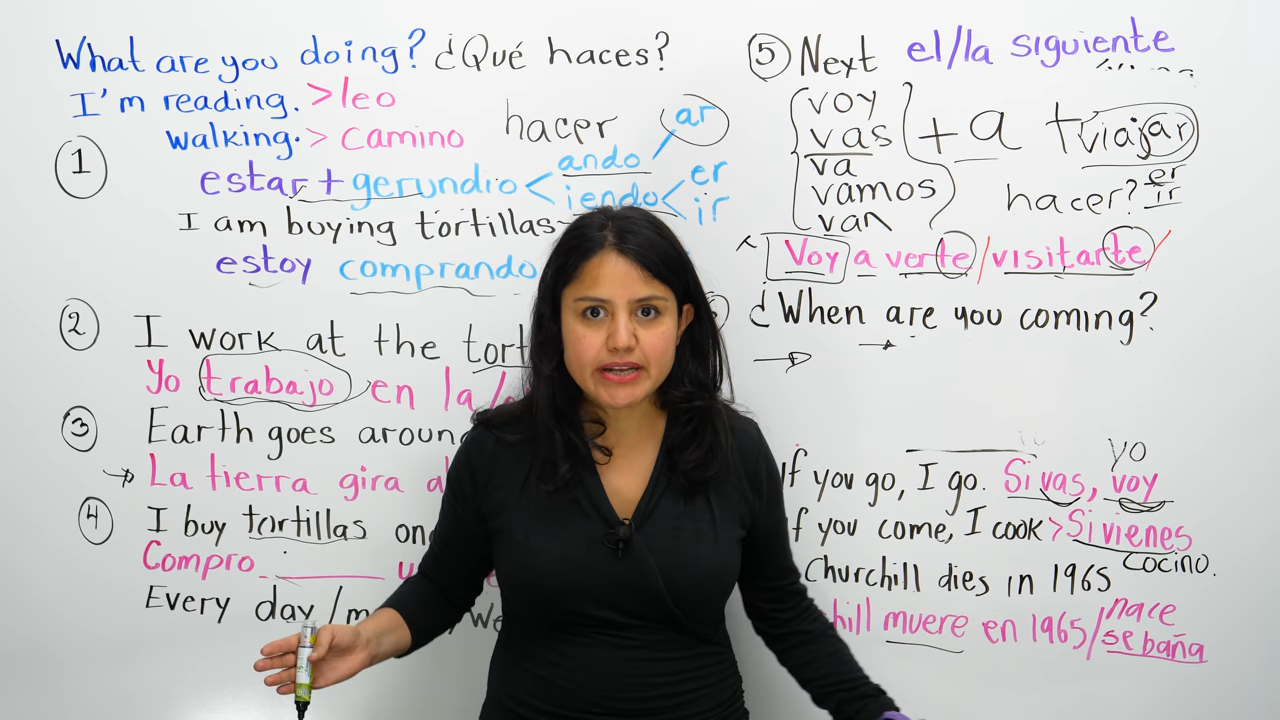 What are you doing? ¿Qué haces?
I'm reading. > leo
walking. > camino
hacer
ar
1
estar + gerundio < ando
iendo < er
ir
I am buying tortillas
estoy comprando
2 I work at the tort
Yo trabajo en la/
3 Earth goes aroun
La tierra gira a
4 I buy tortillas on
Compro ______ u
Every day/m we
5 Next el/la siguiente
voy
vas
va
vamos
van
+ a viajar
hacer? er
ir
Voy a verte/visitarte/
¿When are you coming?
yo
If you go, I go. Si vas, voy
f you come, I cook > Si vienes
cocino.
Churchill dies in 1965
hill muere en 1965/nace
se baña